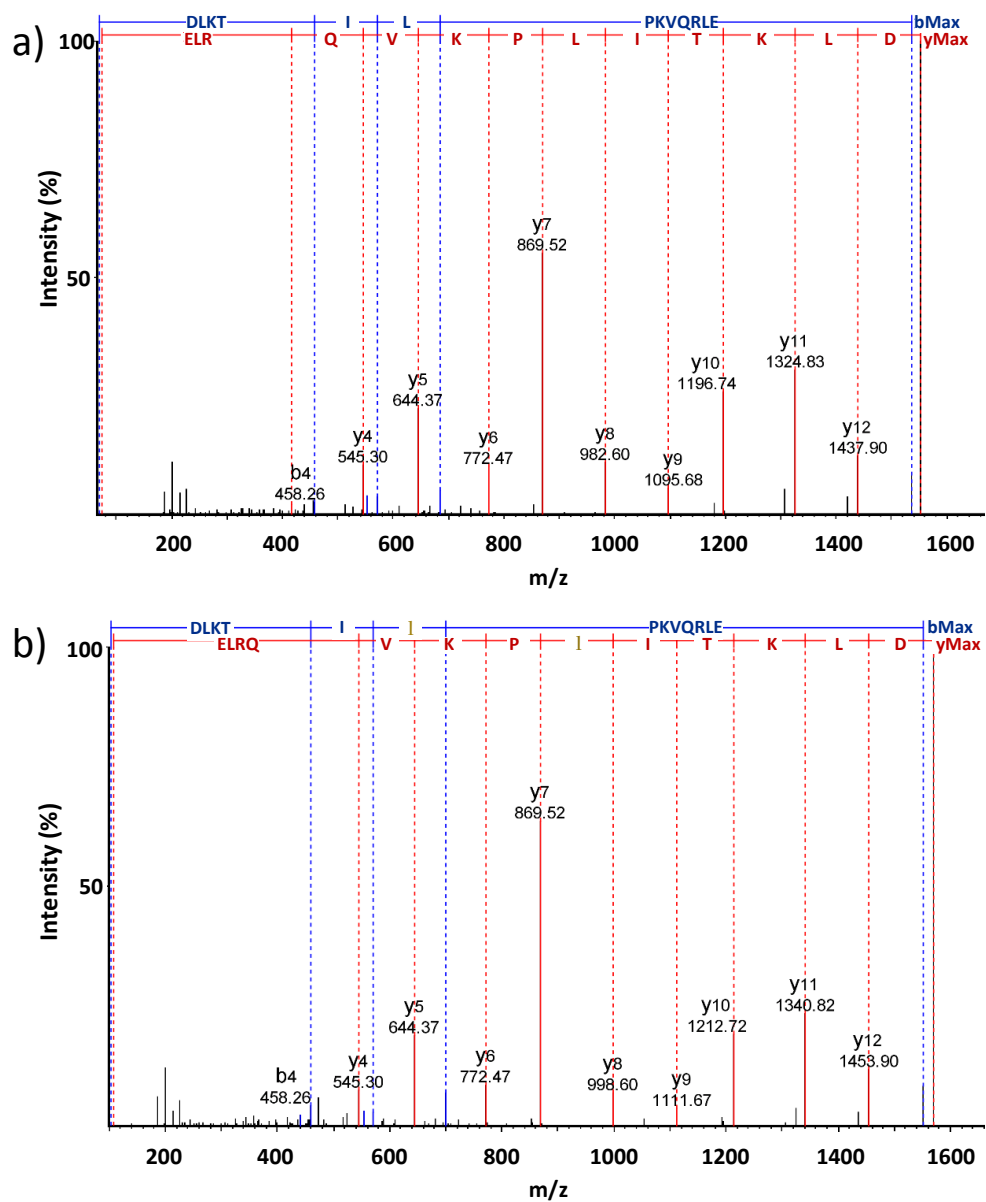 DLKT I L PKVQRLE bMax
a) 100 ELR Q V K P L I T K L D yMax
Intensity (%)
y7
869.52
50
y11
1324.83
y10
1196.74
y5
644.37
y12
1437.90
y4
545.30
y6
772.47
y8
982.60
y9
1095.68
b4
458.26
200 400 600 800 1000 1200 1400 1600
m/z
DLKT I l PKVQRLE bMax
b) 100 ELRQ V K P l I T K L D yMax
Intensity (%)
y7
869.52
50
y11
1340.82
y10
1212.72
y5
644.37
y12
1453.90
y4
545.30
y6
772.47
y8
998.60
y9
1111.67
b4
458.26
200 400 600 800 1000 1200 1400 1600
m/z